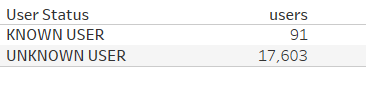 User Status users
KNOWN USER 91
UNKNOWN USER 17,603